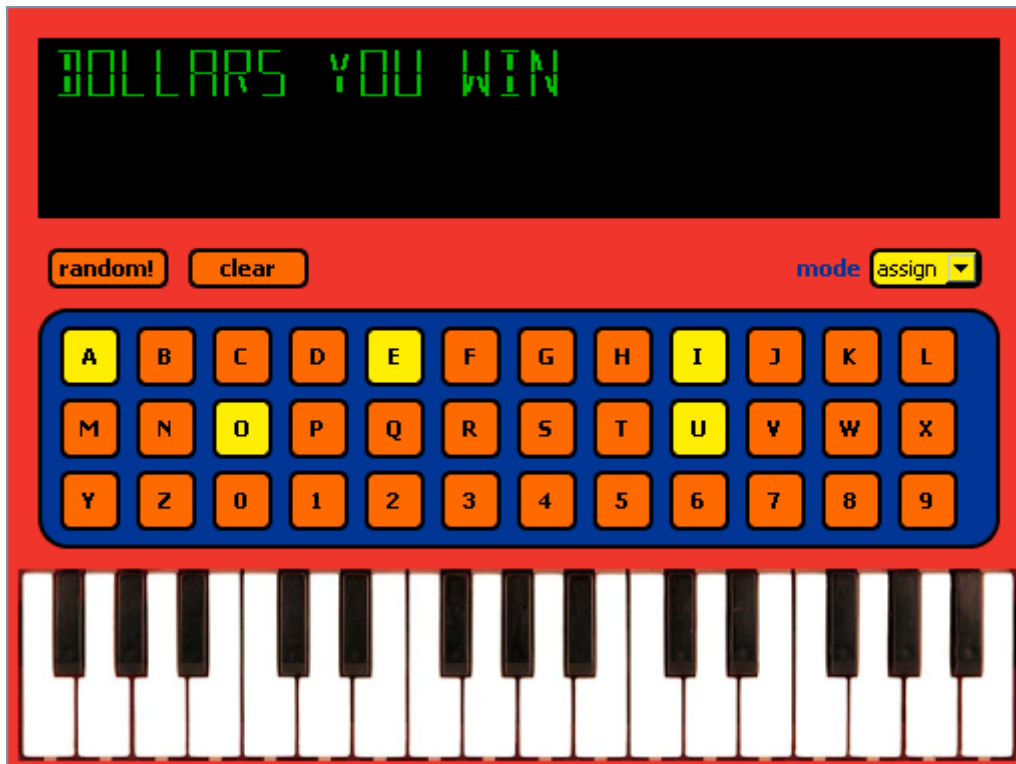 DOLLARS YOU WIN
random! clear mode assign
A B C D E F G H I J K L
M N O P Q R S T U V W X
Y Z 0 1 2 3 4 5 6 7 8 9